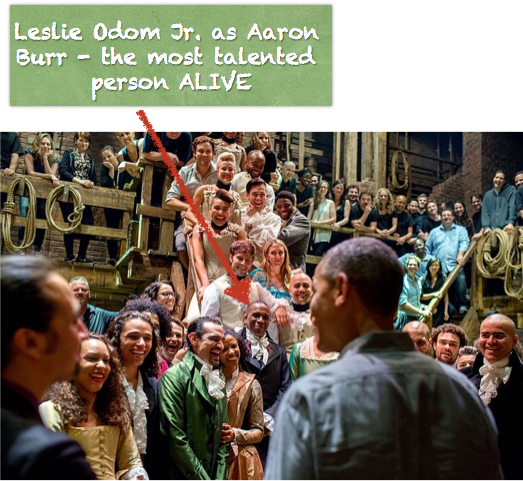 Leslie Odom Jr. as Aaron
Burr - the most talented
person ALIVE